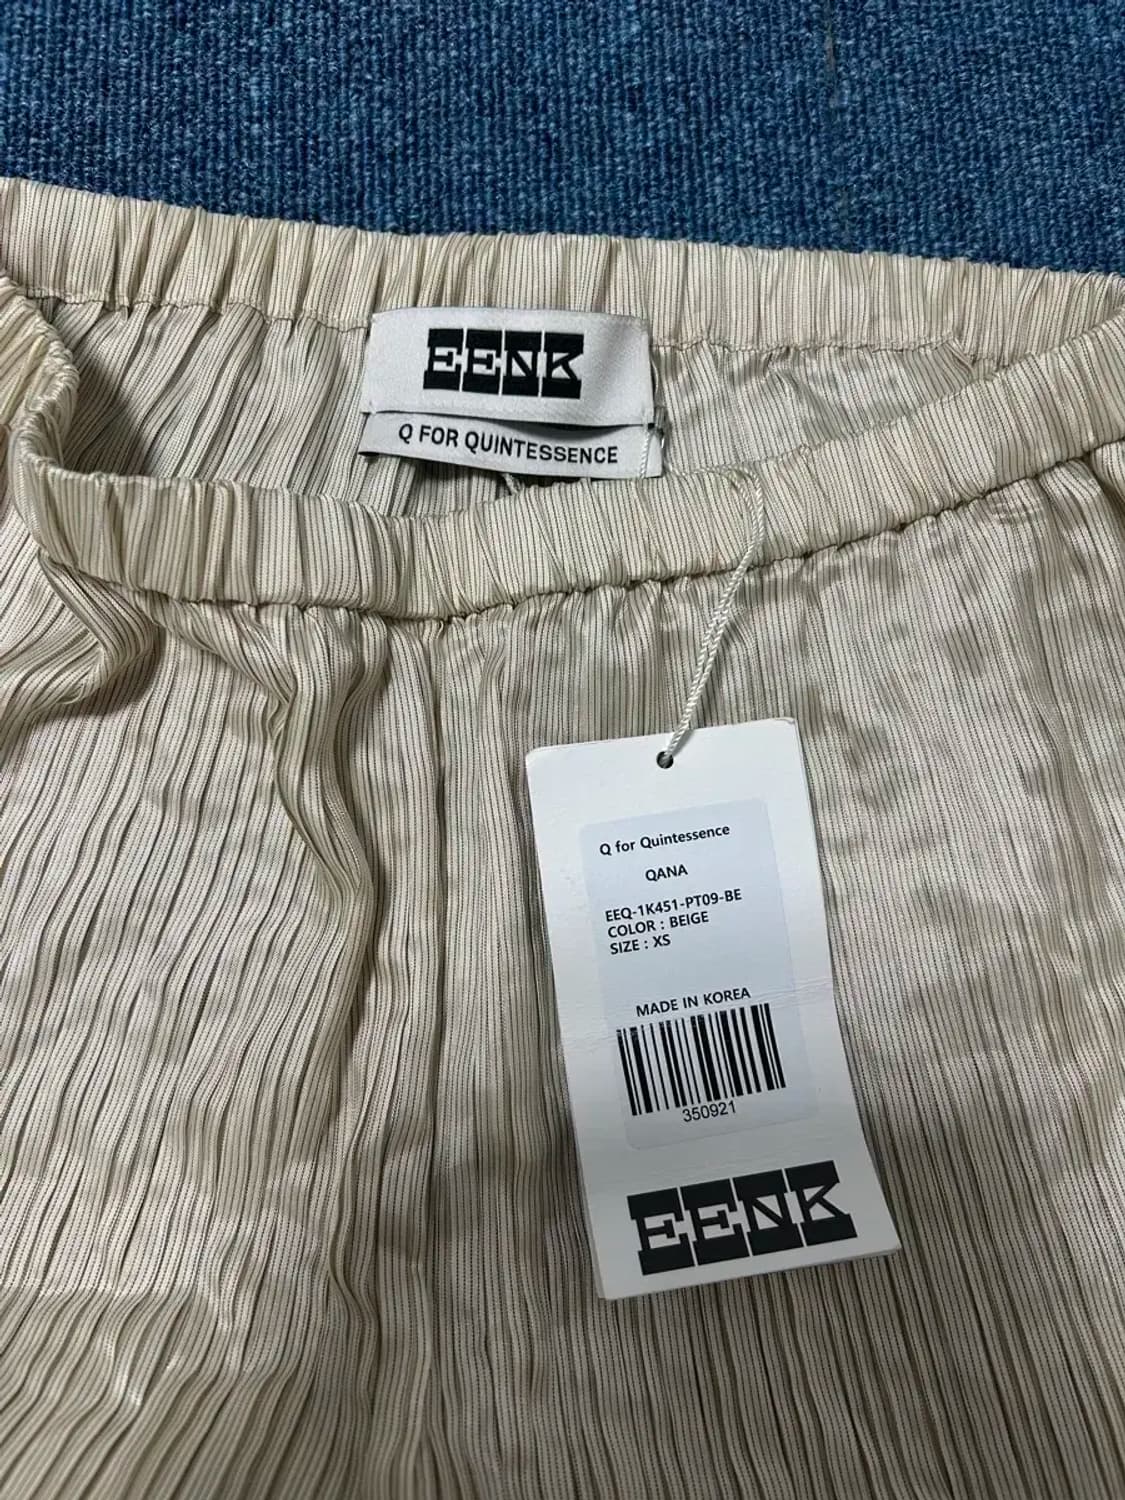 EENK
Q FOR QUINTESSENCE
Q for Quintessence
QANA
EEQ-1K451-PT09-BE
COLOR : BEIGE
SIZE : XS
MADE IN KOREA
350921
EENK